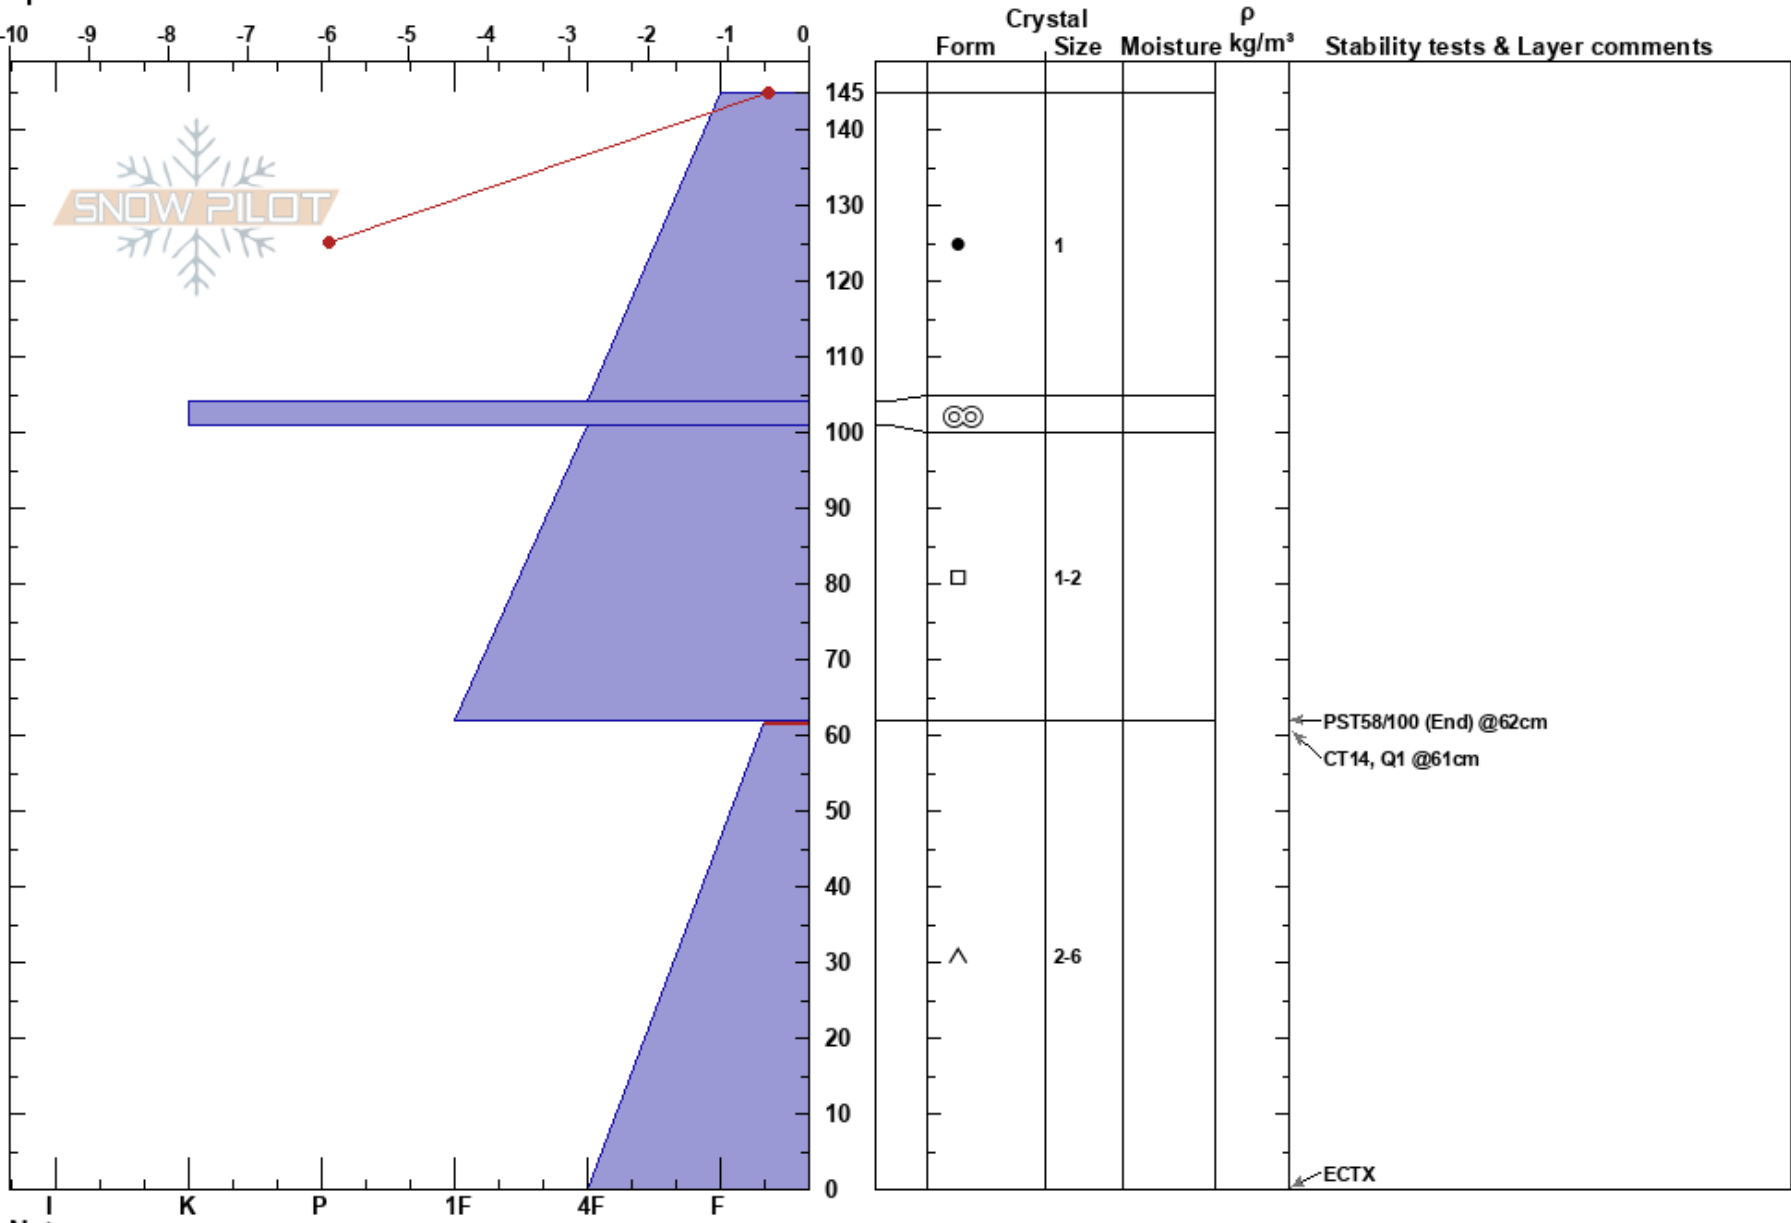 -10 -9 -8 -7 -6 -5 -4 -3 -2 -1 0
Crystal
Form Size Moisture ρ kg/m³ Stability tests & Layer comments
145
140
130
SNOW PILOT
120
110
100
90
80
70
60
50
40
30
20
10
0
1
1-2
2-6
PST58/100 (End) @62cm
CT14, Q1 @61cm
ECTX
I K P 1F 4F F